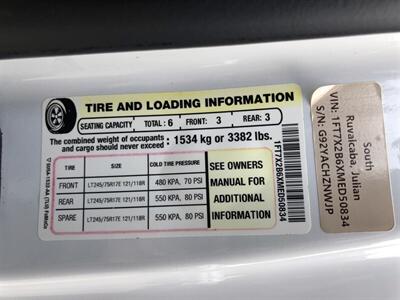 TIRE AND LOADING INFORMATION
SEATING CAPACITY TOTAL: 6 FRONT: 3 REAR: 3
The combined weight of occupants
and cargo should never exceed : 1534 kg or 3382 lbs.
TIRE SIZE COLD TIRE PRESSURE
FRONT LT245/75R17E 121/118R 480 KPA, 70 PSI
REAR LT245/75R17E 121/118R 550 KPA, 80 PSI
SPARE LT245/75R17E 121/118R 550 KPA, 80 PSI
SEE OWNERS
MANUAL FOR
ADDITIONAL
INFORMATION
1FT7X2B6XMED50834
South
Ruvalcaba, Julian
VIN: 1FT7X2B6XMED50834
S/N: G92YACHZNWJP